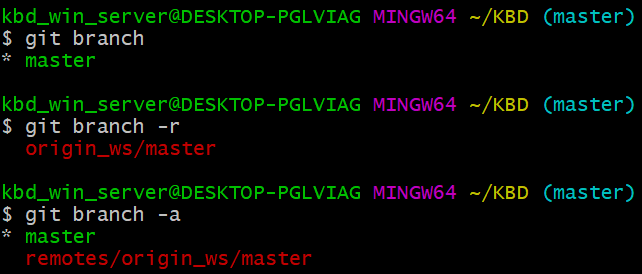 kbd_win_server@DESKTOP-PGLVIAG MINGW64 ~/KBD (master)
$ git branch
* master
kbd_win_server@DESKTOP-PGLVIAG MINGW64 ~/KBD (master)
$ git branch -r
  origin_ws/master
kbd_win_server@DESKTOP-PGLVIAG MINGW64 ~/KBD (master)
$ git branch -a
* master
  remotes/origin_ws/master